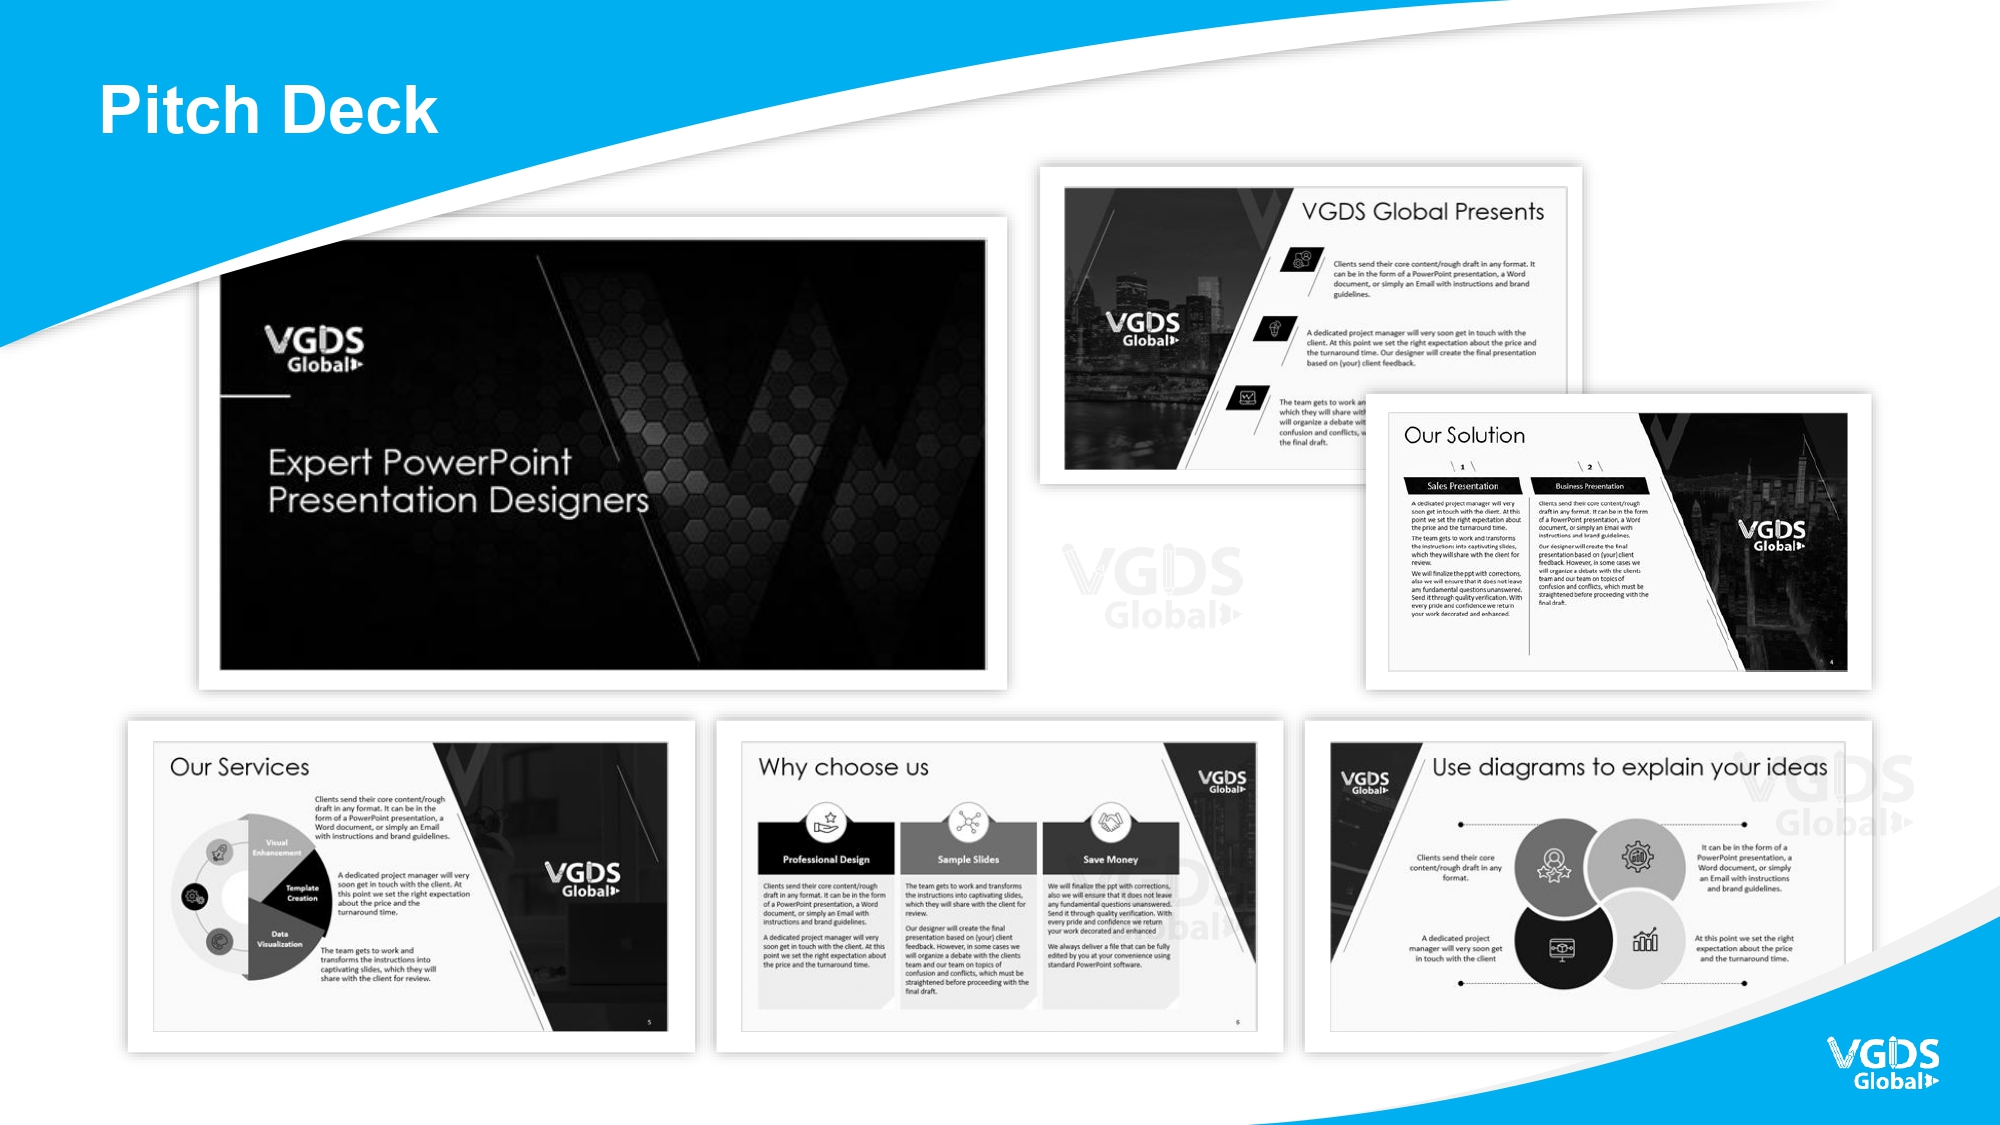 Pitch Deck
VGDS
Global
Expert PowerPoint
Presentation Designers
VGDS Global Presents
VGDS
Global
Clients send their core content/rough draft in any format. It
can be in the form of a PowerPoint presentation, a Word
document, or simply an Email with instructions and brand
guidelines.
A dedicated project manager will very soon get in touch with the
client. At this point we set the right expectation about the price and
the turnaround time. Our designer will create the final presentation
based on (your) client feedback.
The team gets to work an
which they will share with
will organize a debate wit
confusion and conflicts, w
the final draft.
Our Solution
1
Sales Presentation
A dedicated project manager will very
soon get in touch with the client. At this
point we set the right expectation about
the price and the turnaround time.
The team gets to work and transforms
the instructions into captivating slides,
which they will share with the client for
review.
We will finalize the ppt with corrections,
also we will ensure that it does not leave
any fundamental questions unanswered.
Send it through quality verification. With
every pride and confidence we return
your work decorated and enhanced.
2
Business Presentation
Clients send their core content/rough
draft in any format. It can be in the form
of a PowerPoint presentation, a Word
document, or simply an Email with
instructions and brand guidelines.
Our designer will create the final
presentation based on (your) client
feedback. However, in some cases we
will organize a debate with the clients
team and our team on topics of
confusion and conflicts, which must be
straightened before proceeding with the
final draft.
VGDS
Global
4
VGDS
Global
Our Services
Visual
Enhancement
Template
Creation
Data
Visualization
Clients send their core content/rough
draft in any format. It can be in the
form of a PowerPoint presentation, a
Word document, or simply an Email
with instructions and brand guidelines.
A dedicated project manager will very
soon get in touch with the client. At
this point we set the right expectation
about the price and the
turnaround time.
The team gets to work and
transforms the instructions into
captivating slides, which they will
share with the client for review.
VGDS
Global
5
Why choose us
VGDS
Global
Professional Design
Clients send their core content/rough
draft in any format. It can be in the form
of a PowerPoint presentation, a Word
document, or simply an Email with
instructions and brand guidelines.
A dedicated project manager will very
soon get in touch with the client. At this
point we set the right expectation about
the price and the turnaround time.
Sample Slides
The team gets to work and transforms
the instructions into captivating slides,
which they will share with the client for
review.
Our designer will create the final
presentation based on (your) client
feedback. However, in some cases we
will organize a debate with the clients
team and our team on topics of
confusion and conflicts, which must be
straightened before proceeding with the
final draft.
Save Money
We will finalize the ppt with corrections,
also we will ensure that it does not leave
any fundamental questions unanswered.
Send it through quality verification. With
every pride and confidence we return
your work decorated and enhanced
We always deliver a file that can be fully
edited by you at your convenience using
standard PowerPoint software.
6
VGDS
Global
Use diagrams to explain your ideas
Clients send their core
content/rough draft in any
format.
It can be in the form of a
PowerPoint presentation, a
Word document, or simply
an Email with instructions
and brand guidelines.
A dedicated project
manager will very soon get
in touch with the client
At this point we set the right
expectation about the price
and the turnaround time.
VGDS
Global
VGDS
Global